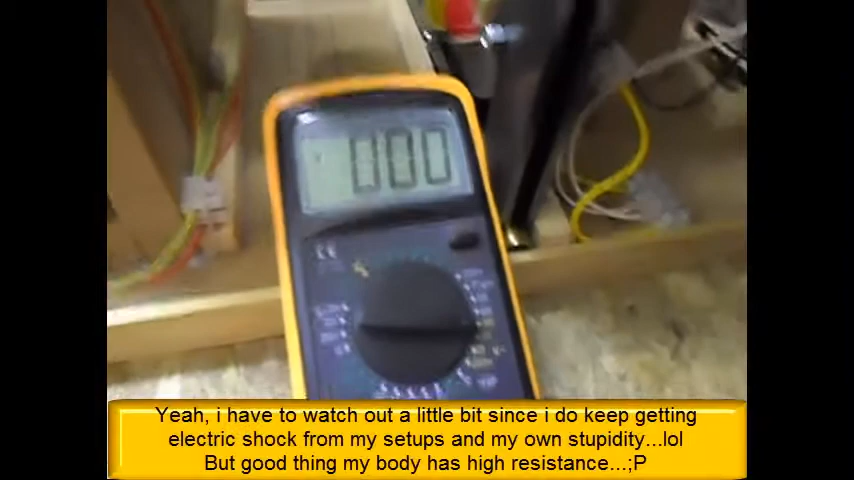 000
CE
Yeah, i have to watch out a little bit since i do keep getting
electric shock from my setups and my own stupidity...lol
But good thing my body has high resistance...;P